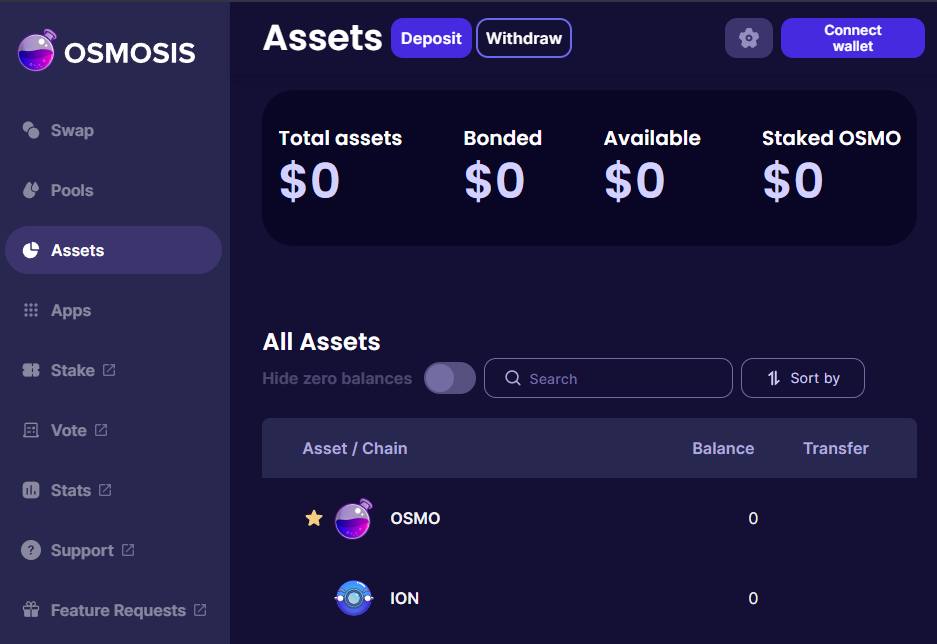 OSMOSIS
Swap
Pools
Assets
Apps
Stake
Vote
Stats
Support
Feature Requests
Assets
Deposit
Withdraw
Connect
wallet
Total assets
$0
Bonded
$0
Available
$0
Staked OSMO
$0
All Assets
Hide zero balances
Search
Sort by
Asset / Chain Balance Transfer
OSMO 0
ION 0